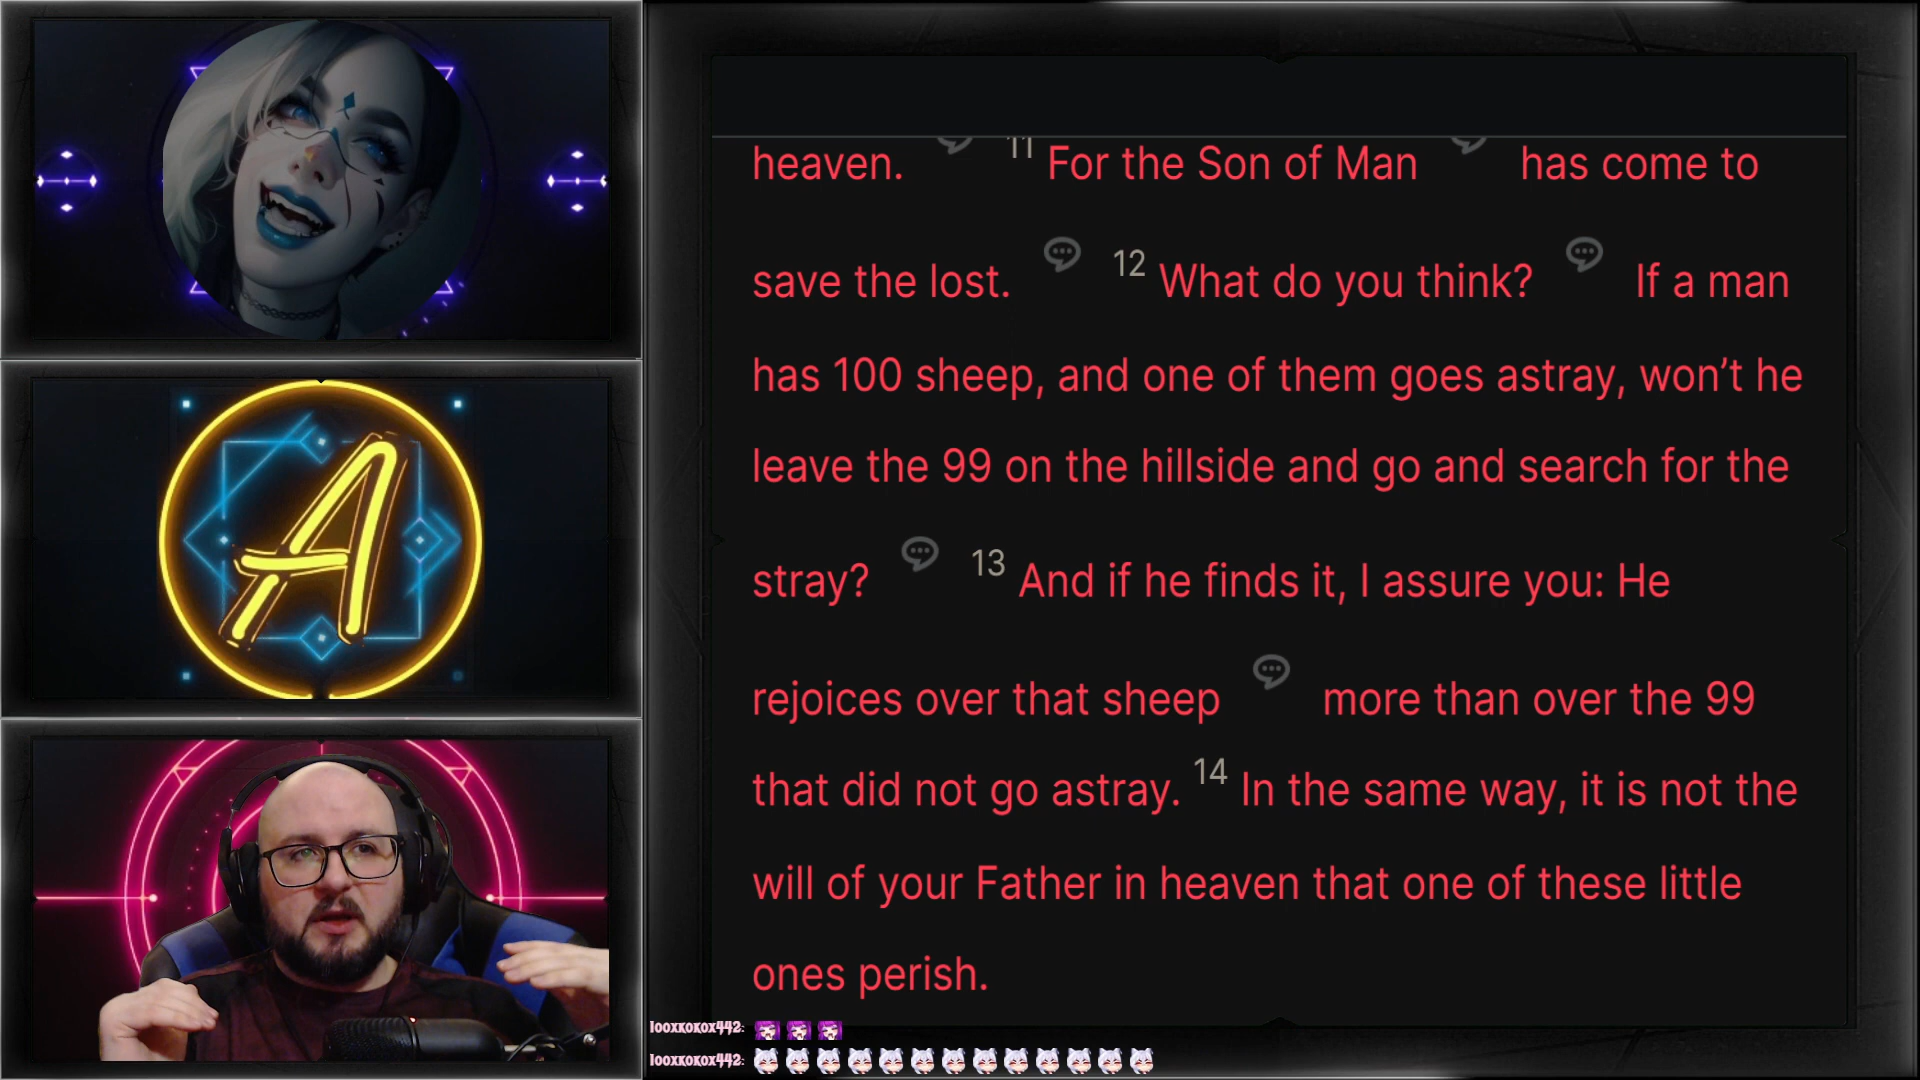 heaven. 11 For the Son of Man has come to
save the lost. 12 What do you think? If a man
has 100 sheep, and one of them goes astray, won’t he
leave the 99 on the hillside and go and search for the
stray? 13 And if he finds it, I assure you: He
rejoices over that sheep more than over the 99
that did not go astray. 14 In the same way, it is not the
will of your Father in heaven that one of these little
ones perish.
A
looxkokox442:
looxkokox442: